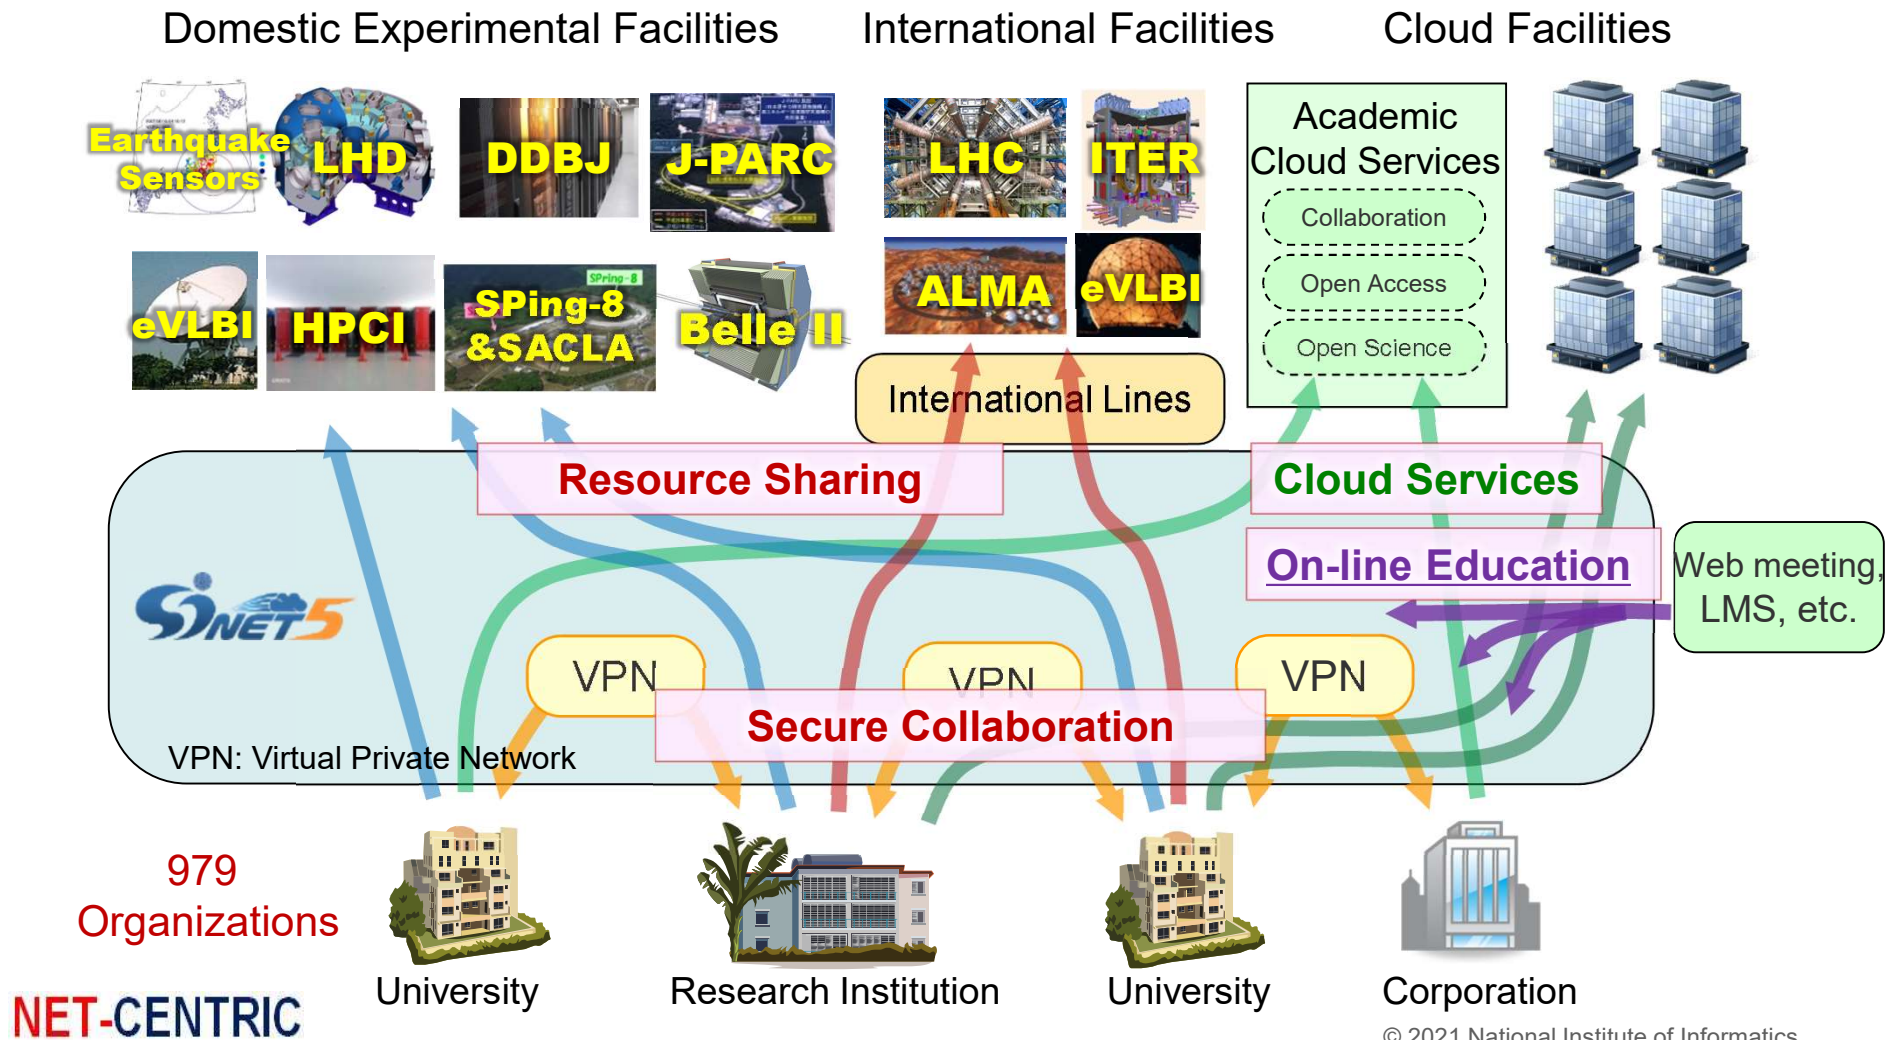 Domestic Experimental Facilities
International Facilities
Cloud Facilities
Earthquake
Sensors
LHD
DDBJ
J-PARC
LHC
ITER
eVLBI
HPCI
SPring-8
SPing-8
&SACLA
Belle II
ALMA
eVLBI
Academic
Cloud Services
Collaboration
Open Access
Open Science
International Lines
Resource Sharing
Cloud Services
On-line Education
Web meeting,
LMS, etc.
SINET5
VPN
VPN
VPN
Secure Collaboration
VPN: Virtual Private Network
979
Organizations
University
Research Institution
University
Corporation
NET-CENTRIC
© 2021 National Institute of Informatics